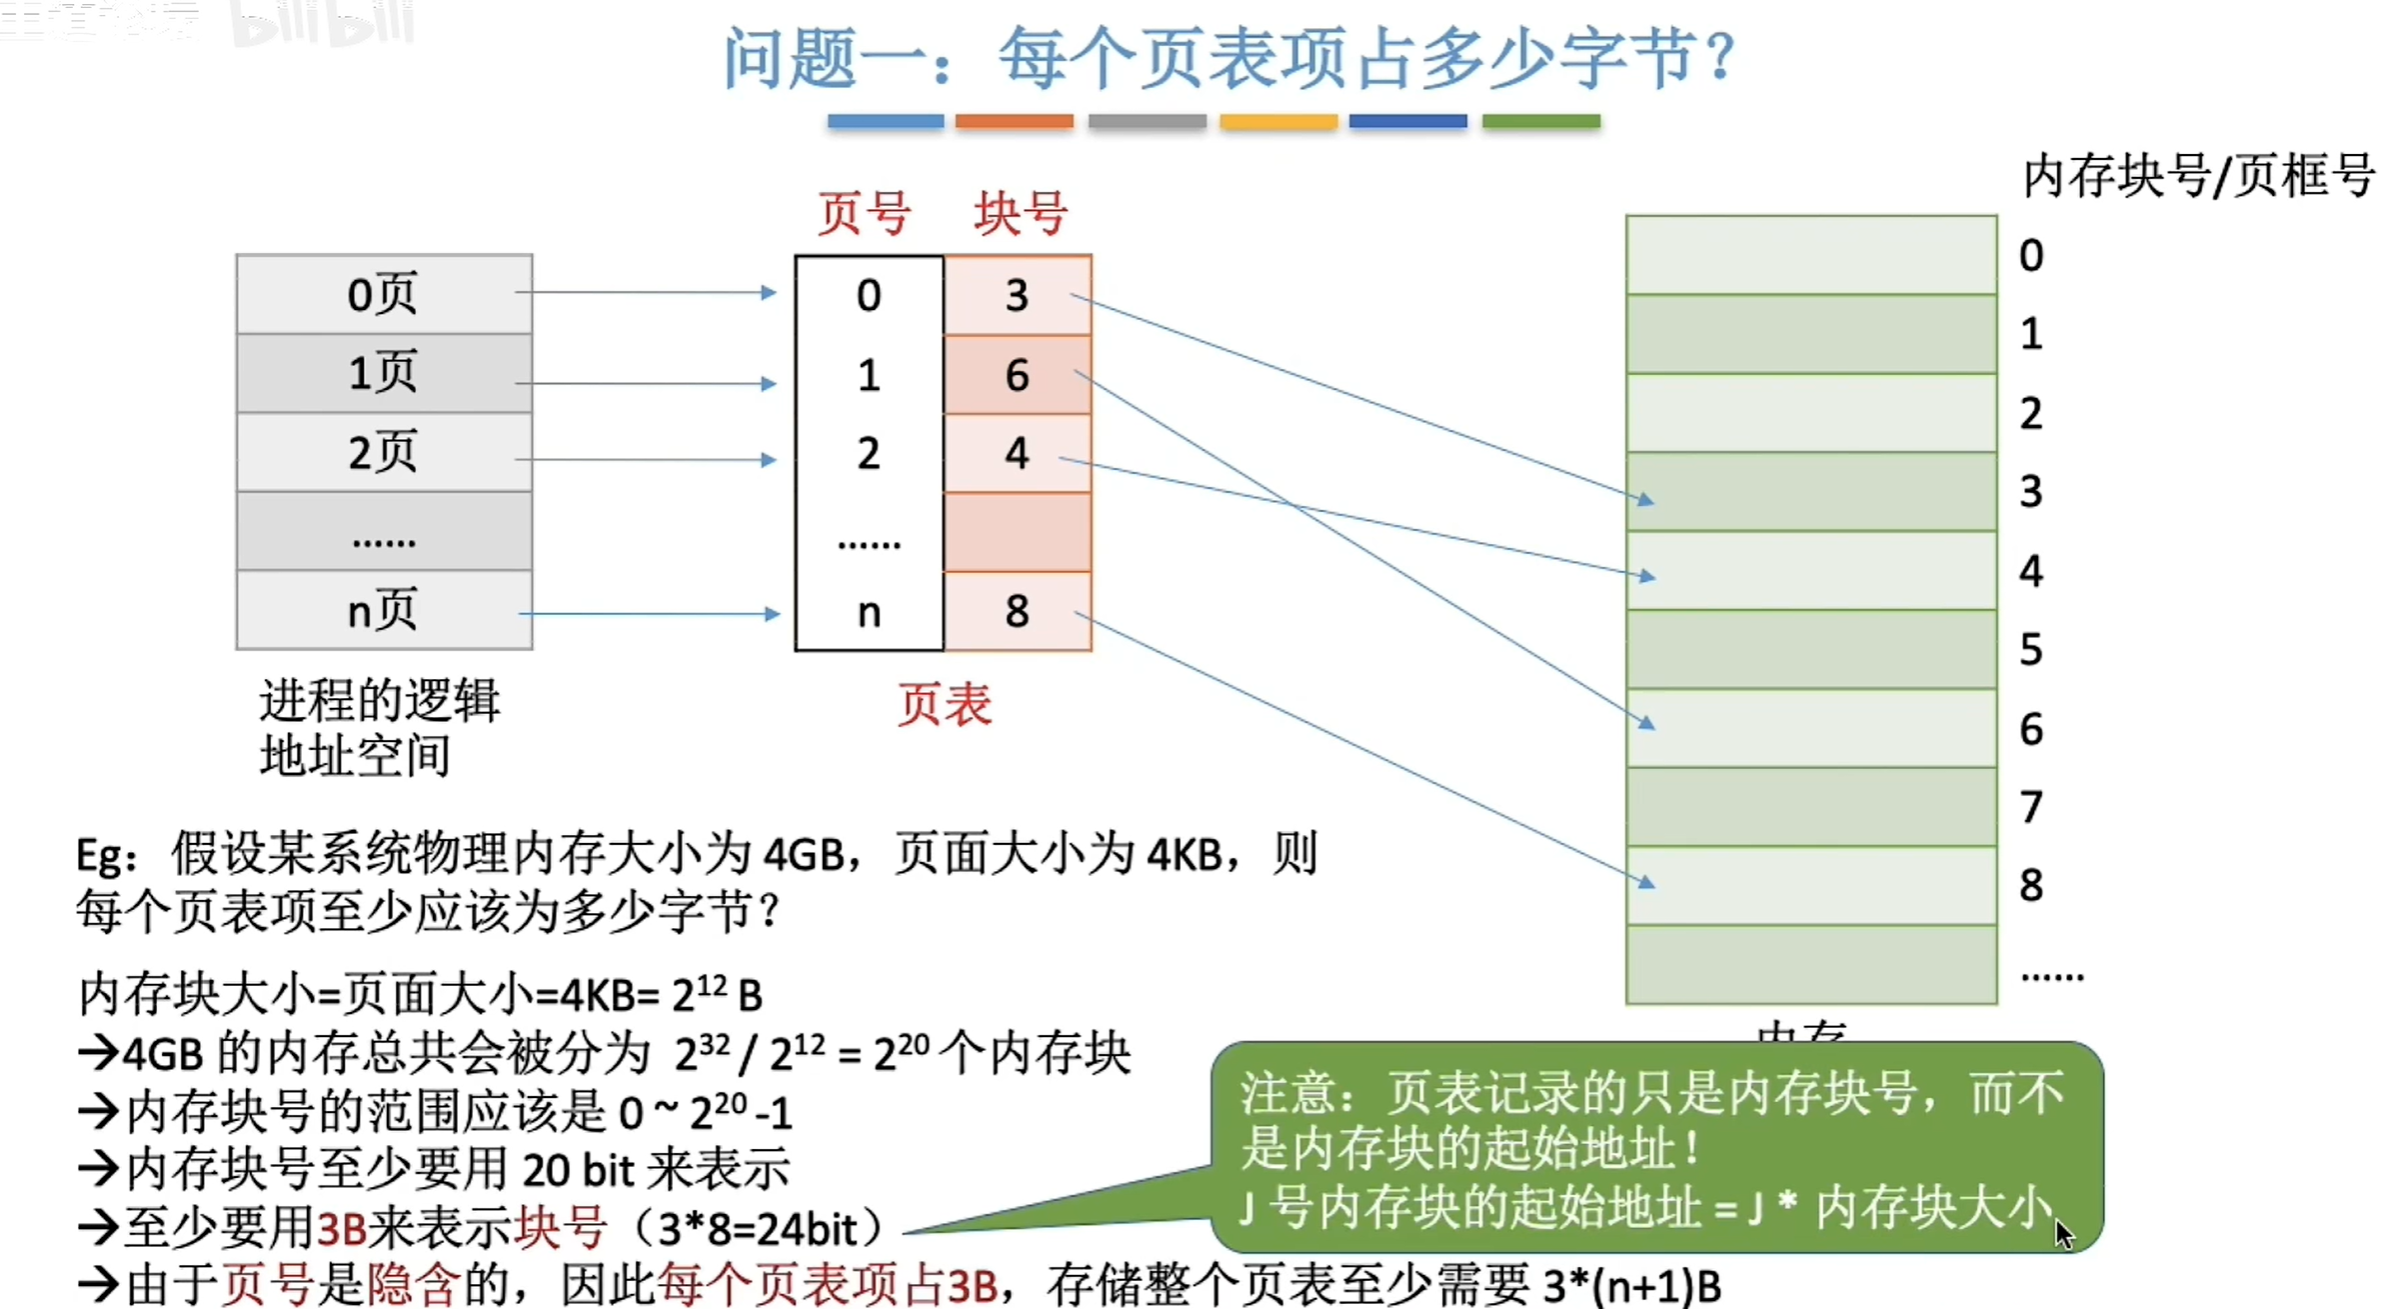 bilibili
问题一：每个页表项占多少字节？
内存块号/页框号
页号 块号
0页 0 3
1页 1 6
2页 2 4
...... ......
n页 n 8
进程的逻辑
地址空间
页表
0
1
2
3
4
5
6
7
8
......
内存
Eg：假设某系统物理内存大小为 4GB，页面大小为 4KB，则
每个页表项至少应该为多少字节？
内存块大小=页面大小=4KB= 2¹² B
→4GB 的内存总共会被分为 2³² / 2¹² = 2²⁰ 个内存块
→内存块号的范围应该是 0 ~ 2²⁰ -1
→内存块号至少要用 20 bit 来表示
→至少要用3B来表示块号（3*8=24bit）
→由于页号是隐含的，因此每个页表项占3B，存储整个页表至少需要 3*(n+1)B
注意：页表记录的只是内存块号，而不
是内存块的起始地址！
J 号内存块的起始地址 = J * 内存块大小